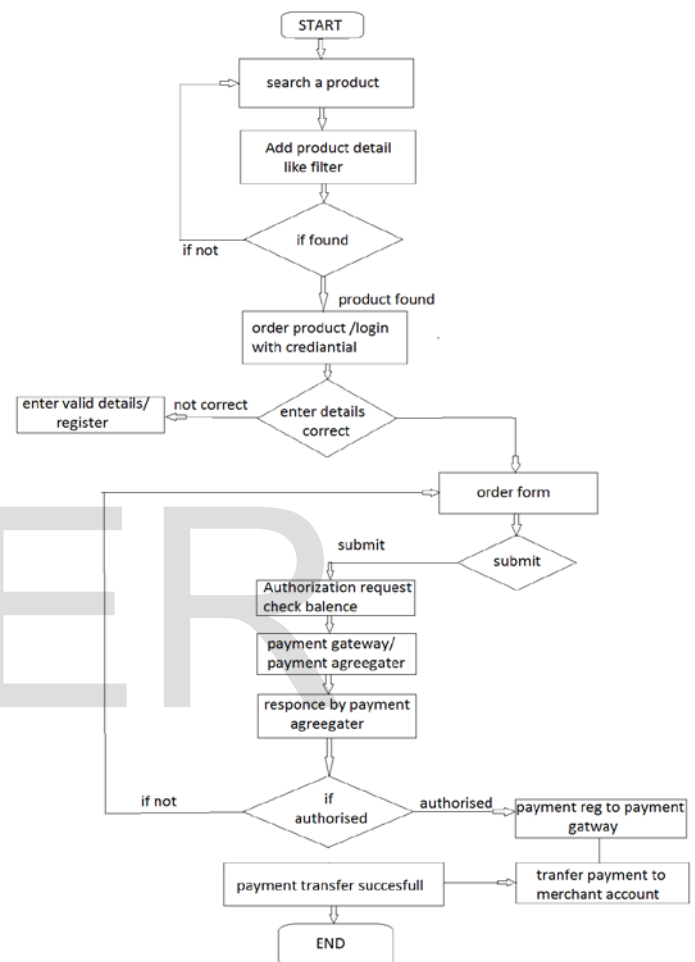 START
search a product
Add product detail
like filter
if found
if not
product found
order product /login
with crediantial
enter valid details/
register
not correct
enter details
correct
order form
submit
submit
Authorization request
check balence
payment gateway/
payment agreegater
responce by payment
agreegater
if
authorised
if not
authorised
payment reg to payment
gatway
payment transfer succesfull
tranfer payment to
merchant account
END
ER